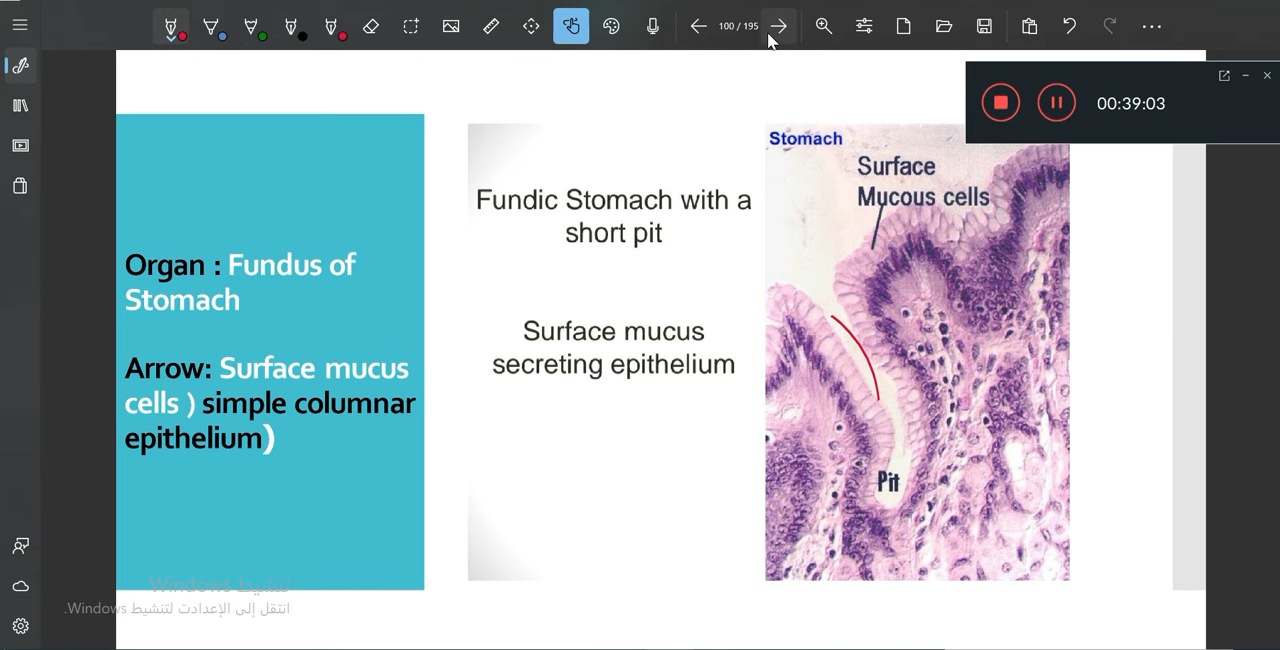 100 / 195
00:39:03
Organ : Fundus of
Stomach
Arrow: Surface mucus
cells ) simple columnar
epithelium)
Fundic Stomach with a
short pit
Surface mucus
secreting epithelium
Stomach
Surface
Mucous cells
Pit
تنشيط Windows
انتقل إلى الإعدادت لتنشيط Windows.